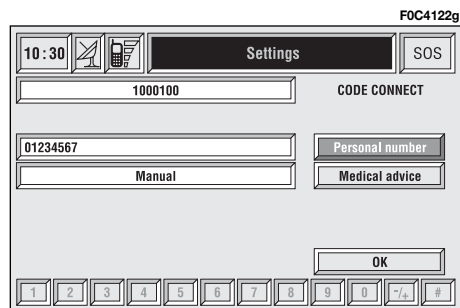 F0C4122g
10:30 Settings SOS
1000100 CODE CONNECT
01234567 Personal number
Manual Medical advice
OK
1 2 3 4 5 6 7 8 9 0 -/+ #